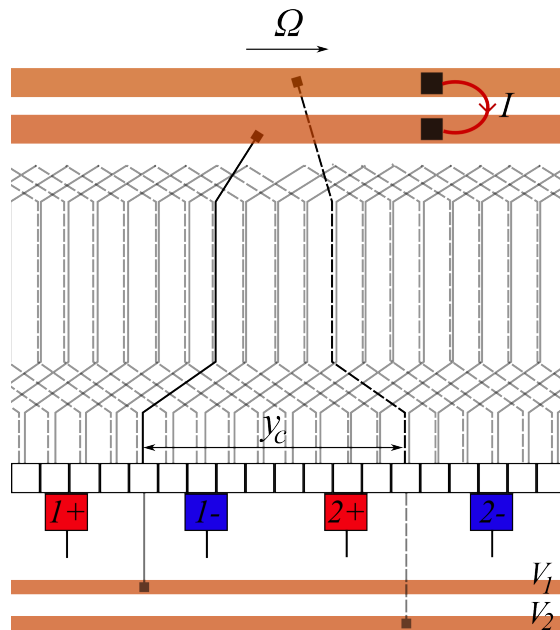 Ω
I
y_c
1+ 1- 2+ 2-
V_1
V_2